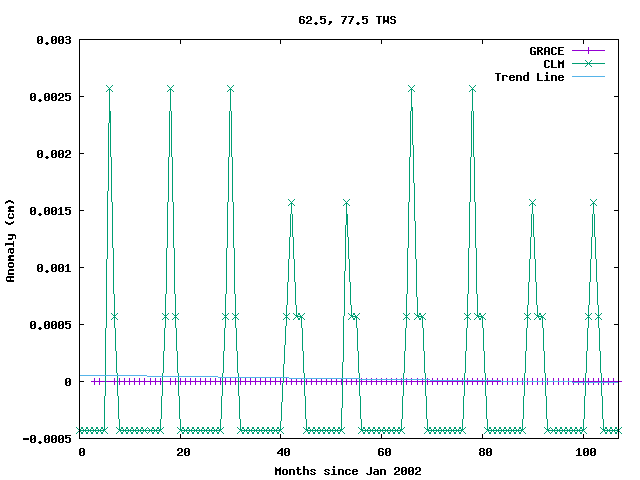 62.5, 77.5 TWS
0.003
GRACE
CLM
Trend Line
0.0025
0.002
0.0015
Anomaly (cm)
0.001
0.0005
0
-0.0005
0 20 40 60 80 100
Months since Jan 2002